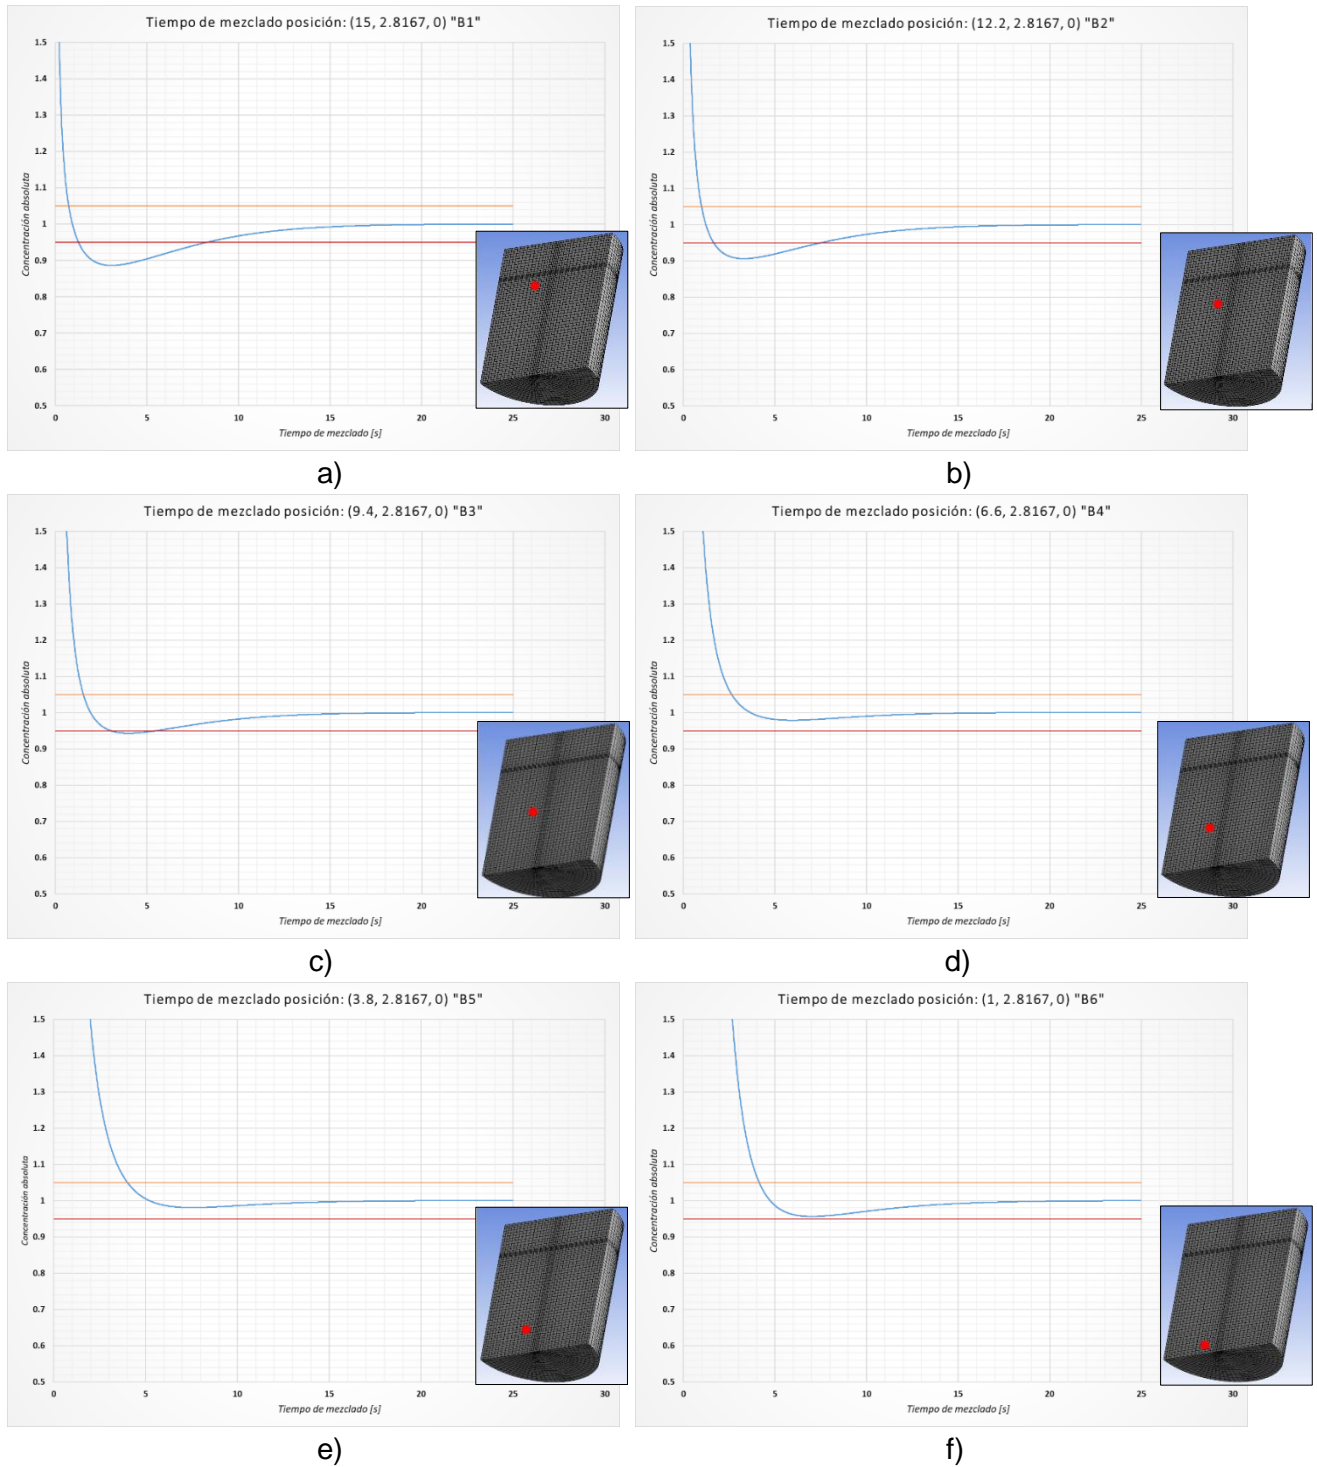 Tiempo de mezclado posición: (15, 2.8167, 0) "B1"
1.5
1.4
1.3
1.2
1.1
1
0.9
0.8
0.7
0.6
0.5
Concentración absoluta
0 5 10 15 20 25 30
Tiempo de mezclado [s]
a)
Tiempo de mezclado posición: (12.2, 2.8167, 0) "B2"
1.5
1.4
1.3
1.2
1.1
1
0.9
0.8
0.7
0.6
0.5
Concentración absoluta
0 5 10 15 20 25 30
Tiempo de mezclado [s]
b)
Tiempo de mezclado posición: (9.4, 2.8167, 0) "B3"
1.5
1.4
1.3
1.2
1.1
1
0.9
0.8
0.7
0.6
0.5
Concentración absoluta
0 5 10 15 20 25 30
Tiempo de mezclado [s]
c)
Tiempo de mezclado posición: (6.6, 2.8167, 0) "B4"
1.5
1.4
1.3
1.2
1.1
1
0.9
0.8
0.7
0.6
0.5
Concentración absoluta
0 5 10 15 20 25 30
Tiempo de mezclado [s]
d)
Tiempo de mezclado posición: (3.8, 2.8167, 0) "B5"
1.5
1.4
1.3
1.2
1.1
1
0.9
0.8
0.7
0.6
0.5
Concentración absoluta
0 5 10 15 20 25 30
Tiempo de mezclado [s]
e)
Tiempo de mezclado posición: (1, 2.8167, 0) "B6"
1.5
1.4
1.3
1.2
1.1
1
0.9
0.8
0.7
0.6
0.5
Concentración absoluta
0 5 10 15 20 25 30
Tiempo de mezclado [s]
f)